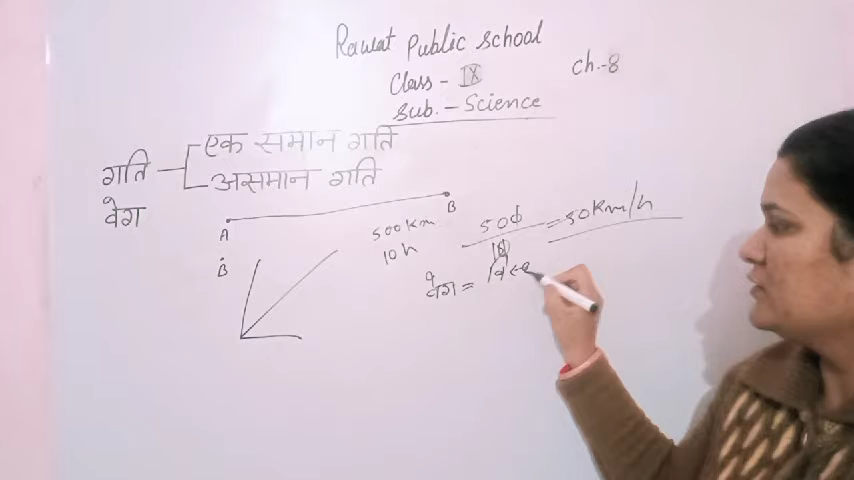 Rawat Public School
Class - IX
ch.-8
Sub. - Science
गति
एक समान गति
असमान गति
वेग
A
B
500 Km
10 h
500
10
= 50 Km/h
B
वेग =